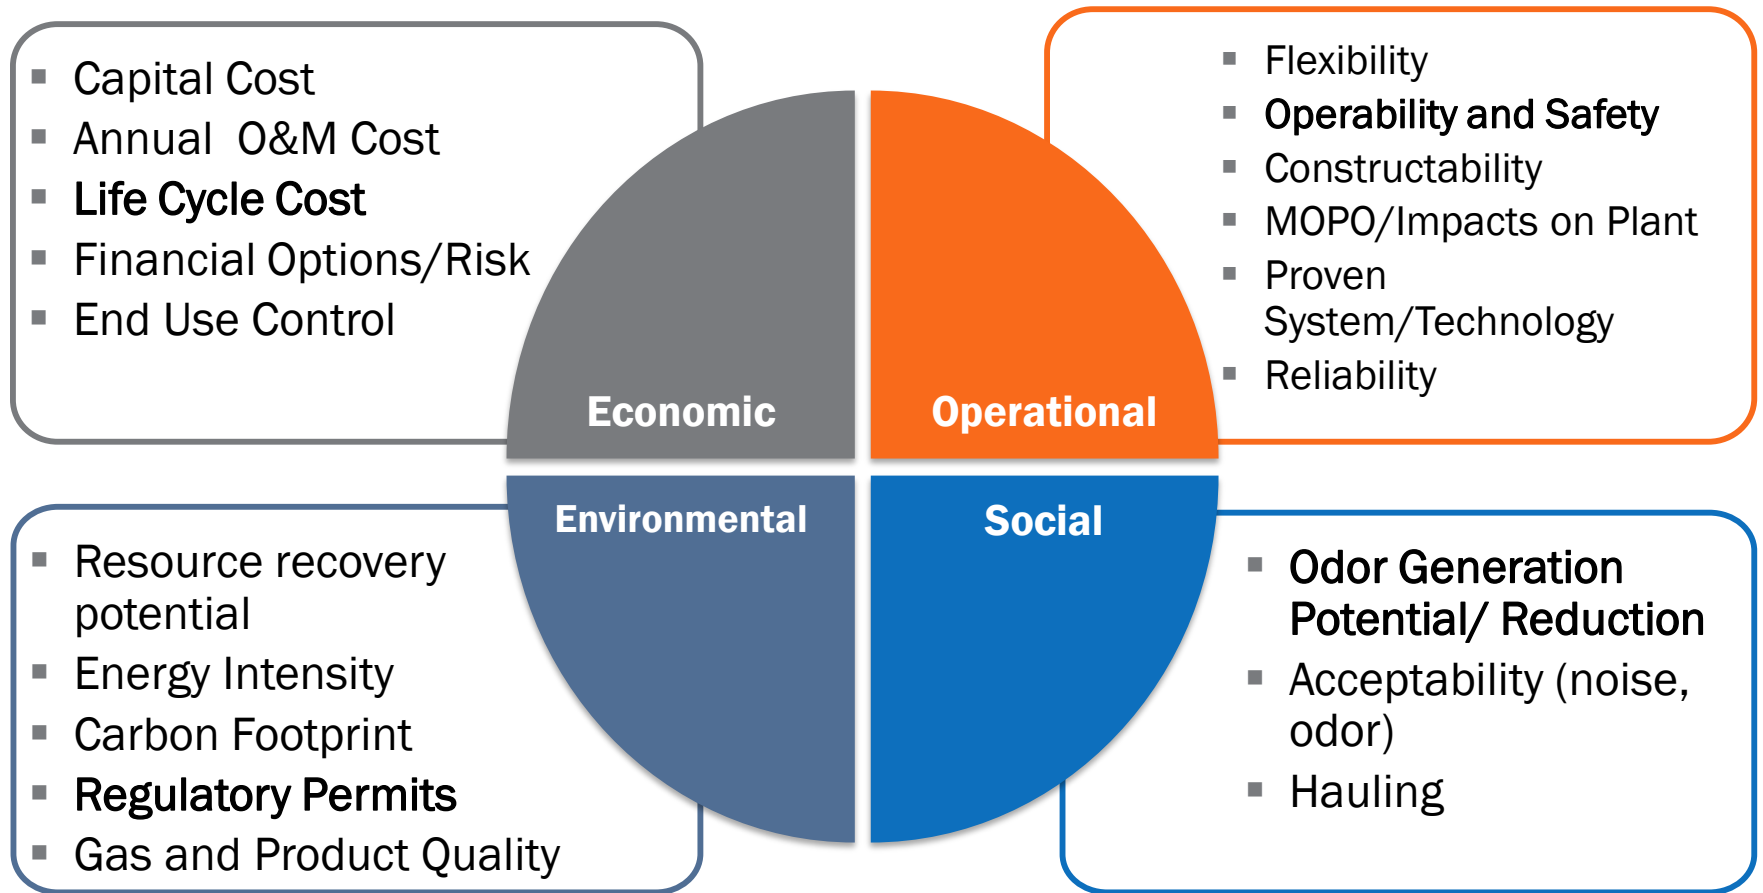 ▪ Capital Cost
▪ Annual  O&M Cost
▪ Life Cycle Cost
▪ Financial Options/Risk
▪ End Use Control
Economic
▪ Flexibility
▪ Operability and Safety
▪ Constructability
▪ MOPO/Impacts on Plant
▪ Proven
System/Technology
▪ Reliability
Operational
Environmental
▪ Resource recovery
potential
▪ Energy Intensity
▪ Carbon Footprint
▪ Regulatory Permits
▪ Gas and Product Quality
Social
▪ Odor Generation
Potential/ Reduction
▪ Acceptability (noise,
odor)
▪ Hauling